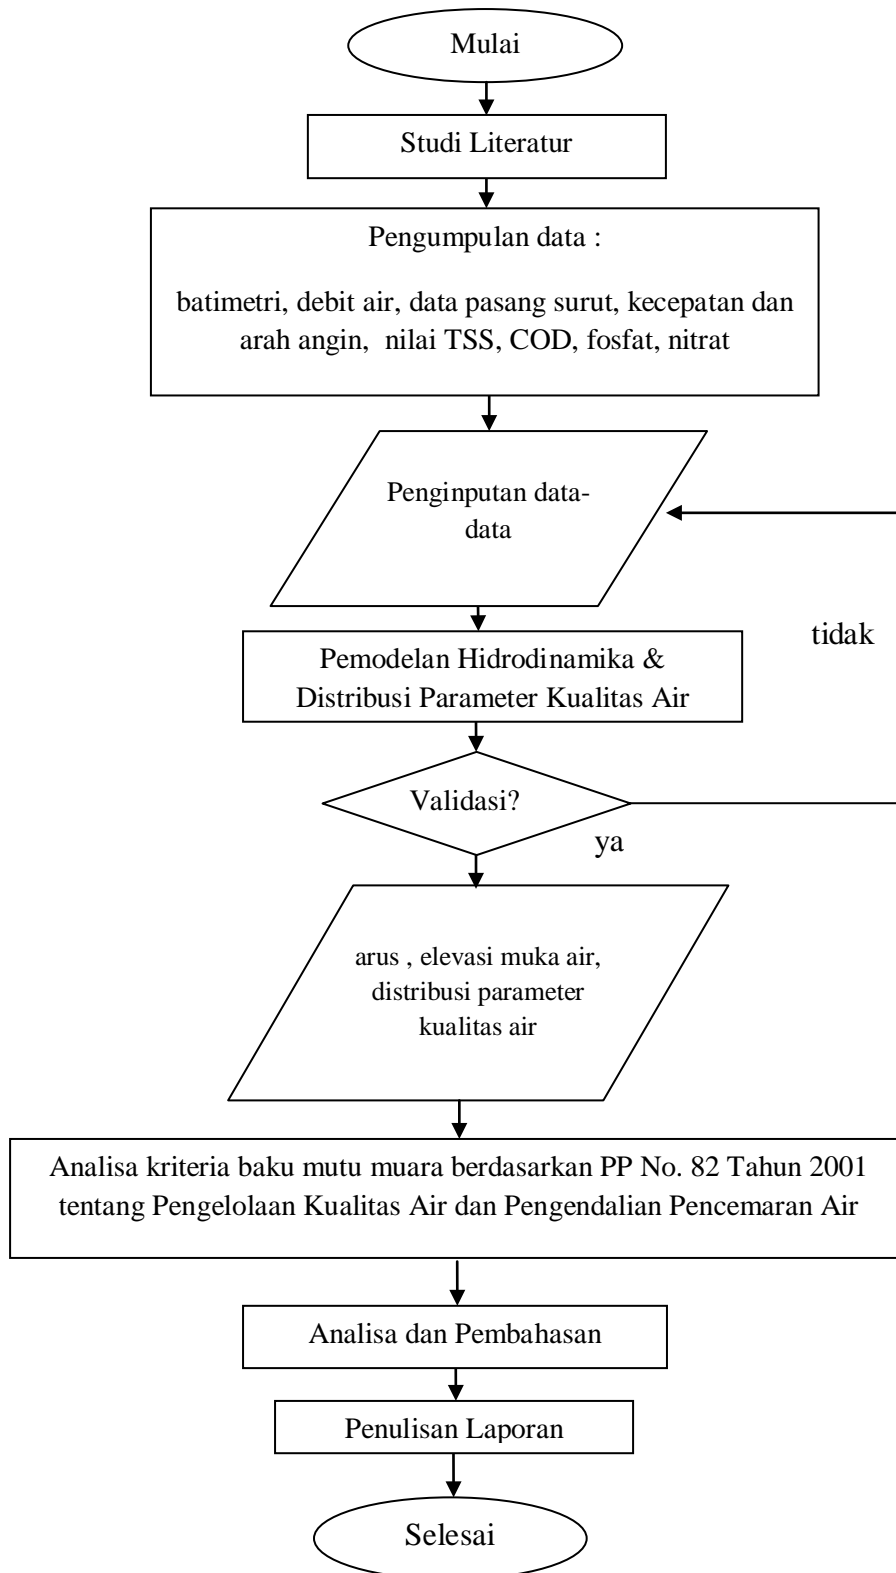 Mulai
Studi Literatur
Pengumpulan data :
batimetri, debit air, data pasang surut, kecepatan dan
arah angin, nilai TSS, COD, fosfat, nitrat
Penginputan data-
data
tidak
Pemodelan Hidrodinamika &
Distribusi Parameter Kualitas Air
Validasi?
ya
arus , elevasi muka air,
distribusi parameter
kualitas air
Analisa kriteria baku mutu muara berdasarkan PP No. 82 Tahun 2001
tentang Pengelolaan Kualitas Air dan Pengendalian Pencemaran Air
Analisa dan Pembahasan
Penulisan Laporan
Selesai